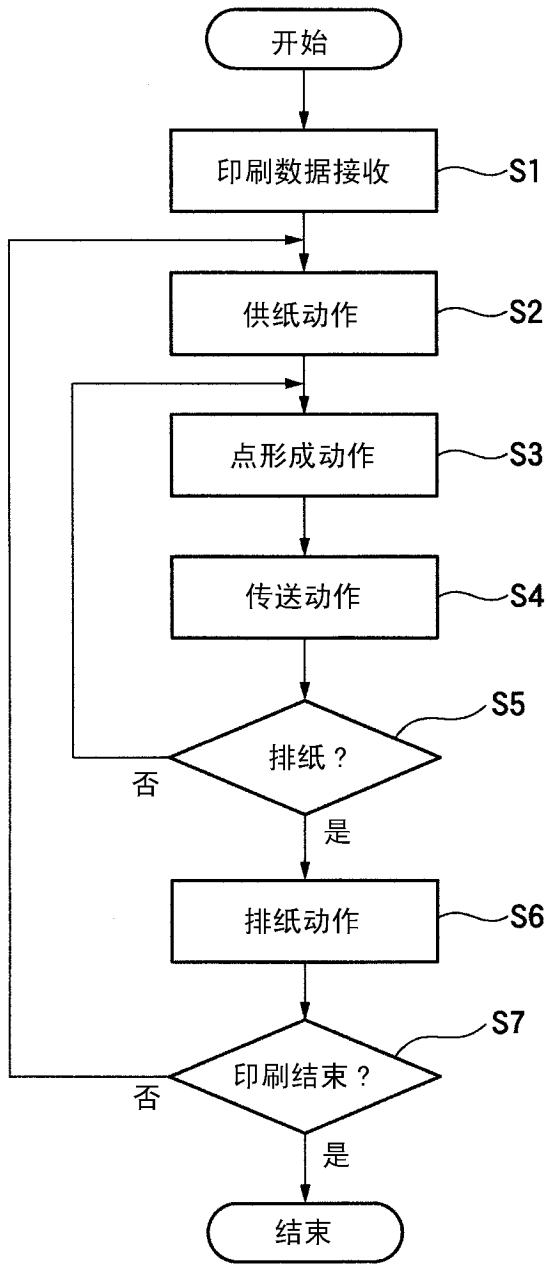 开始
印刷数据接收
S1
供纸动作
S2
点形成动作
S3
传送动作
S4
S5
排纸？
否
是
排纸动作
S6
S7
印刷结束？
否
是
结束